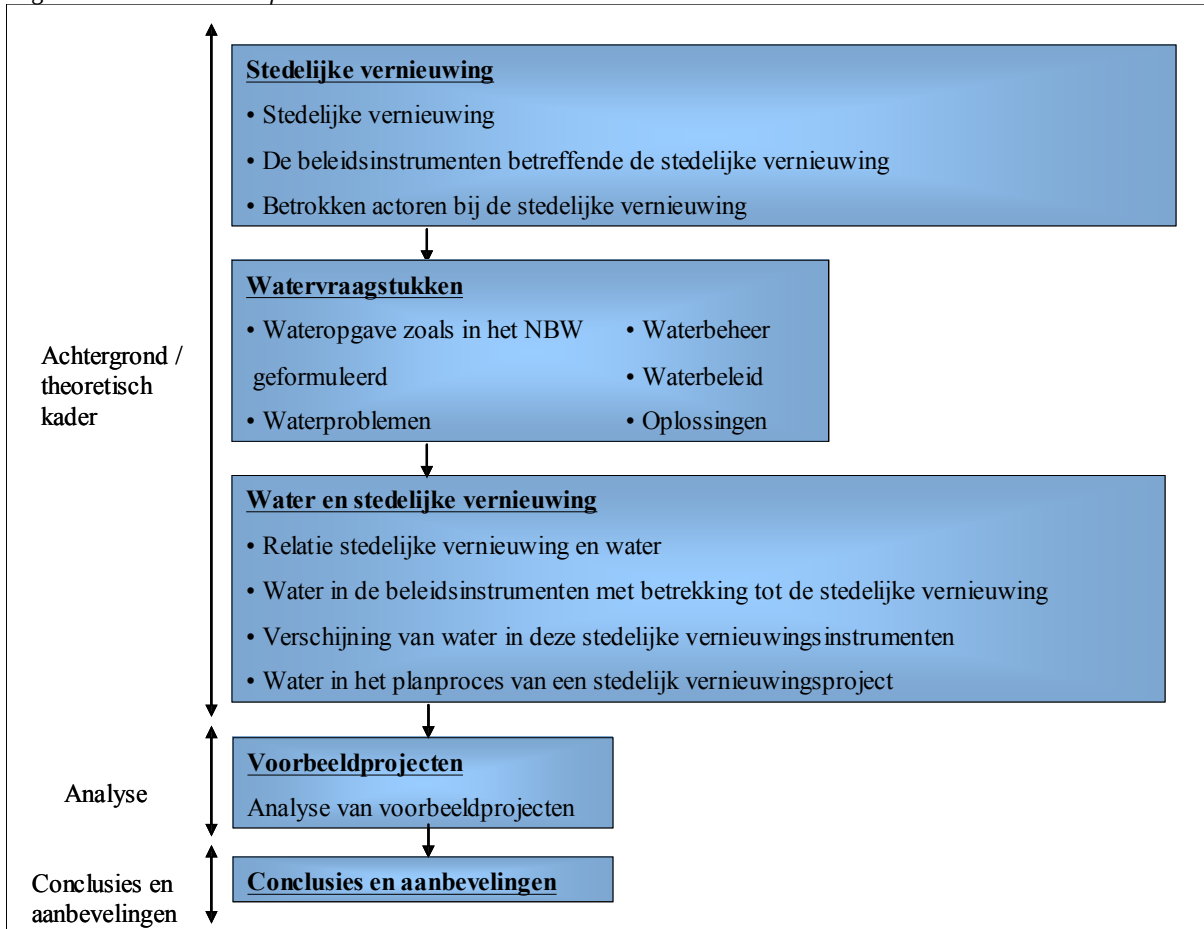 Stedelijke vernieuwing
• Stedelijke vernieuwing
• De beleidsinstrumenten betreffende de stedelijke vernieuwing
• Betrokken actoren bij de stedelijke vernieuwing
Watervraagstukken
• Wateropgave zoals in het NBW
geformuleerd
• Waterproblemen
• Waterbeheer
• Waterbeleid
• Oplossingen
Achtergrond /
theoretisch
kader
Water en stedelijke vernieuwing
• Relatie stedelijke vernieuwing en water
• Water in de beleidsinstrumenten met betrekking tot de stedelijke vernieuwing
• Verschijning van water in deze stedelijke vernieuwingsinstrumenten
• Water in het planproces van een stedelijk vernieuwingsproject
Analyse
Voorbeeldprojecten
Analyse van voorbeeldprojecten
Conclusies en
aanbevelingen
Conclusies en aanbevelingen